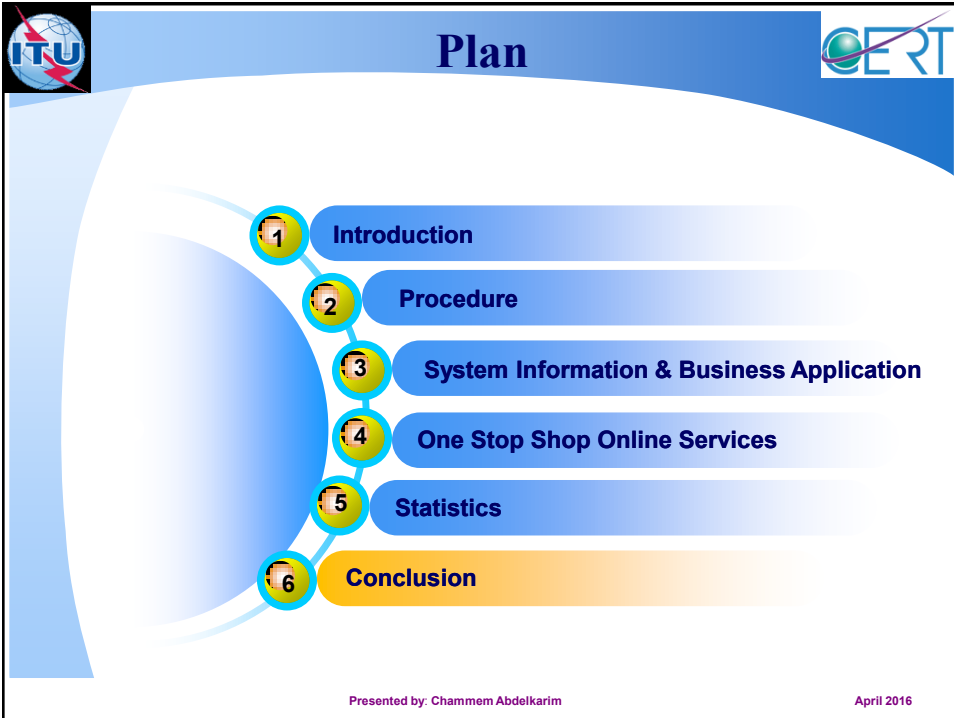 ITU
Plan
CERT
1 Introduction
2 Procedure
3 System Information & Business Application
4 One Stop Shop Online Services
5 Statistics
6 Conclusion
Presented by: Chammem Abdelkarim April 2016